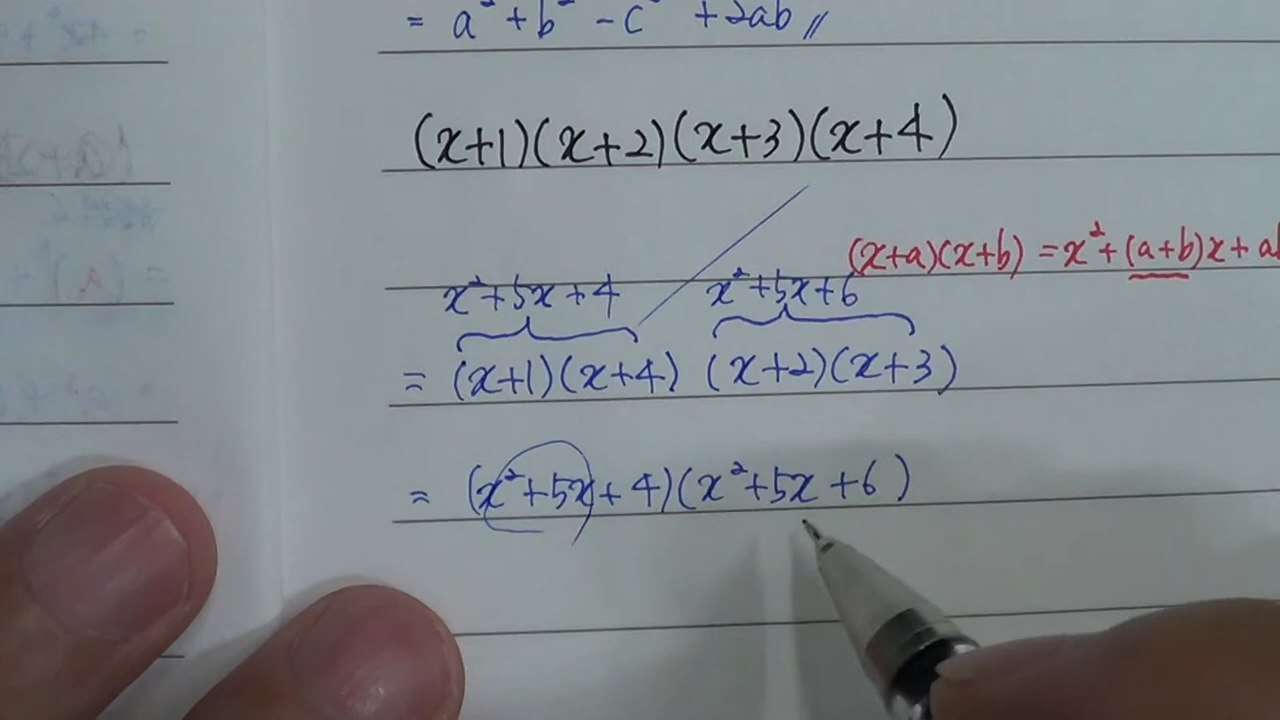 = a² + b² - c² + 2ab //
(x+1)(x+2)(x+3)(x+4)
(x+a)(x+b) = x² + (a+b)x + ab
x²+5x+4 x²+5x+6
= (x+1)(x+4) (x+2)(x+3)
= (x²+5x+4)(x²+5x+6)